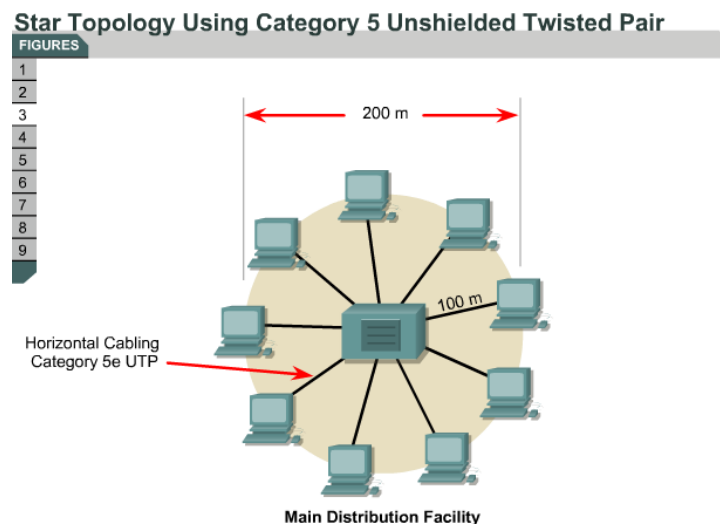 Star Topology Using Category 5 Unshielded Twisted Pair
FIGURES
1
2
3
4
5
6
7
8
9
200 m
100 m
Horizontal Cabling
Category 5e UTP
Main Distribution Facility